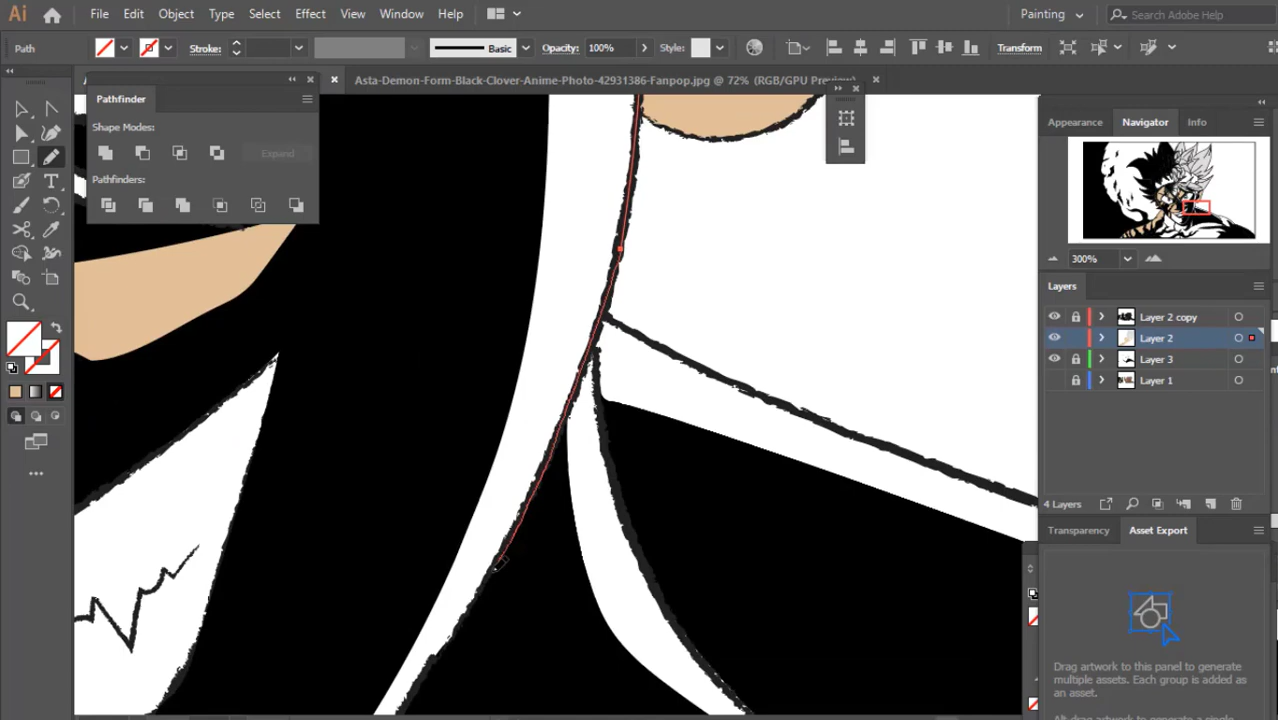 Ai File Edit Object Type Select Effect View Window Help Painting Search Adobe Help
Path Stroke: Basic Opacity: 100% Style: Transform
Asta-Demon-Form-Black-Clover-Anime-Photo-42931386-Fanpop.jpg @ 72% (RGB/GPU Preview)
Pathfinder
Shape Modes:
Expand
Pathfinders:
Appearance Navigator Info
300%
Layers
Layer 2 copy
Layer 2
Layer 3
Layer 1
4 Layers
Transparency Asset Export
Drag artwork to this panel to generate
multiple assets. Each group is added as
an asset.